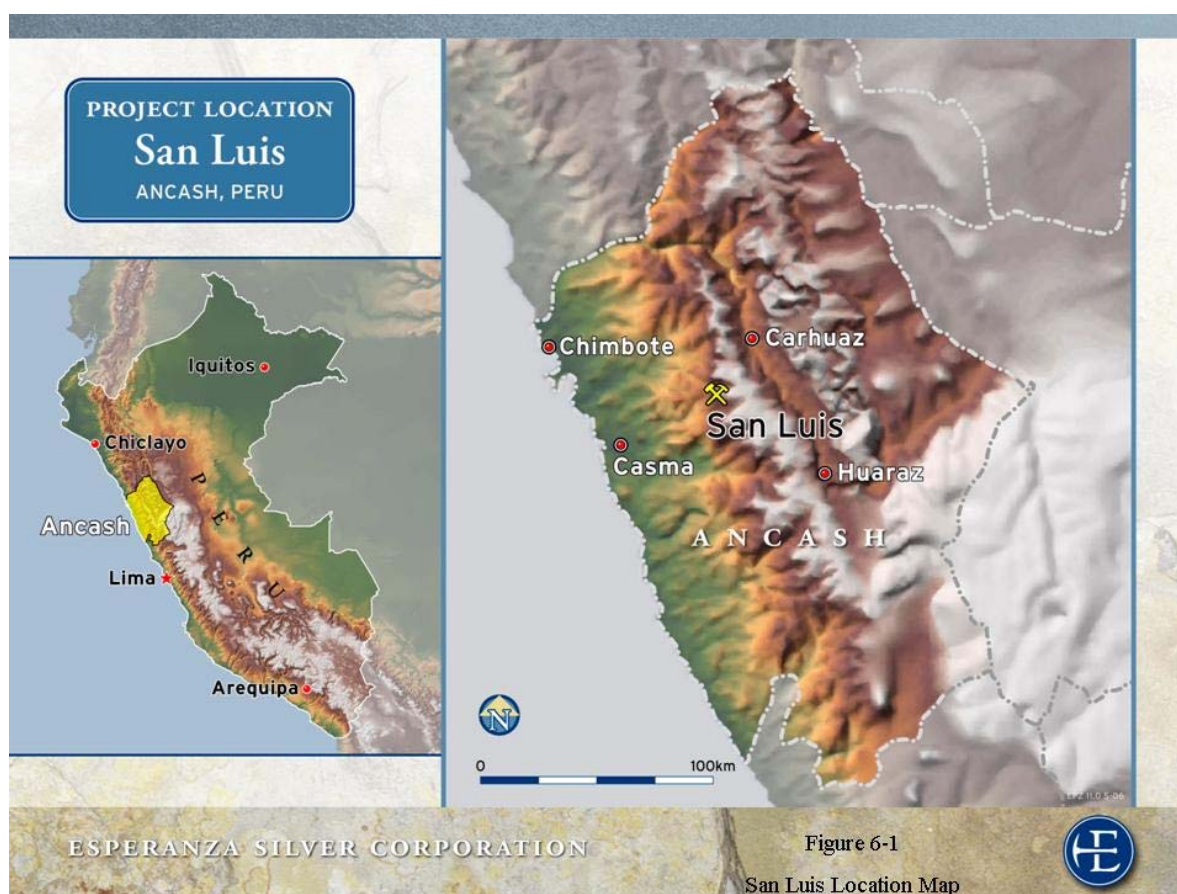 PROJECT LOCATION
San Luis
ANCASH, PERU
Iquitos
Chiclayo
PERU
Ancash
Lima
Arequipa
Chimbote
Carhuaz
San Luis
Casma
Huaraz
ANCASH
N
0 100km
ESPERANZA SILVER CORPORATION
Figure 6-1
San Luis Location Map
E